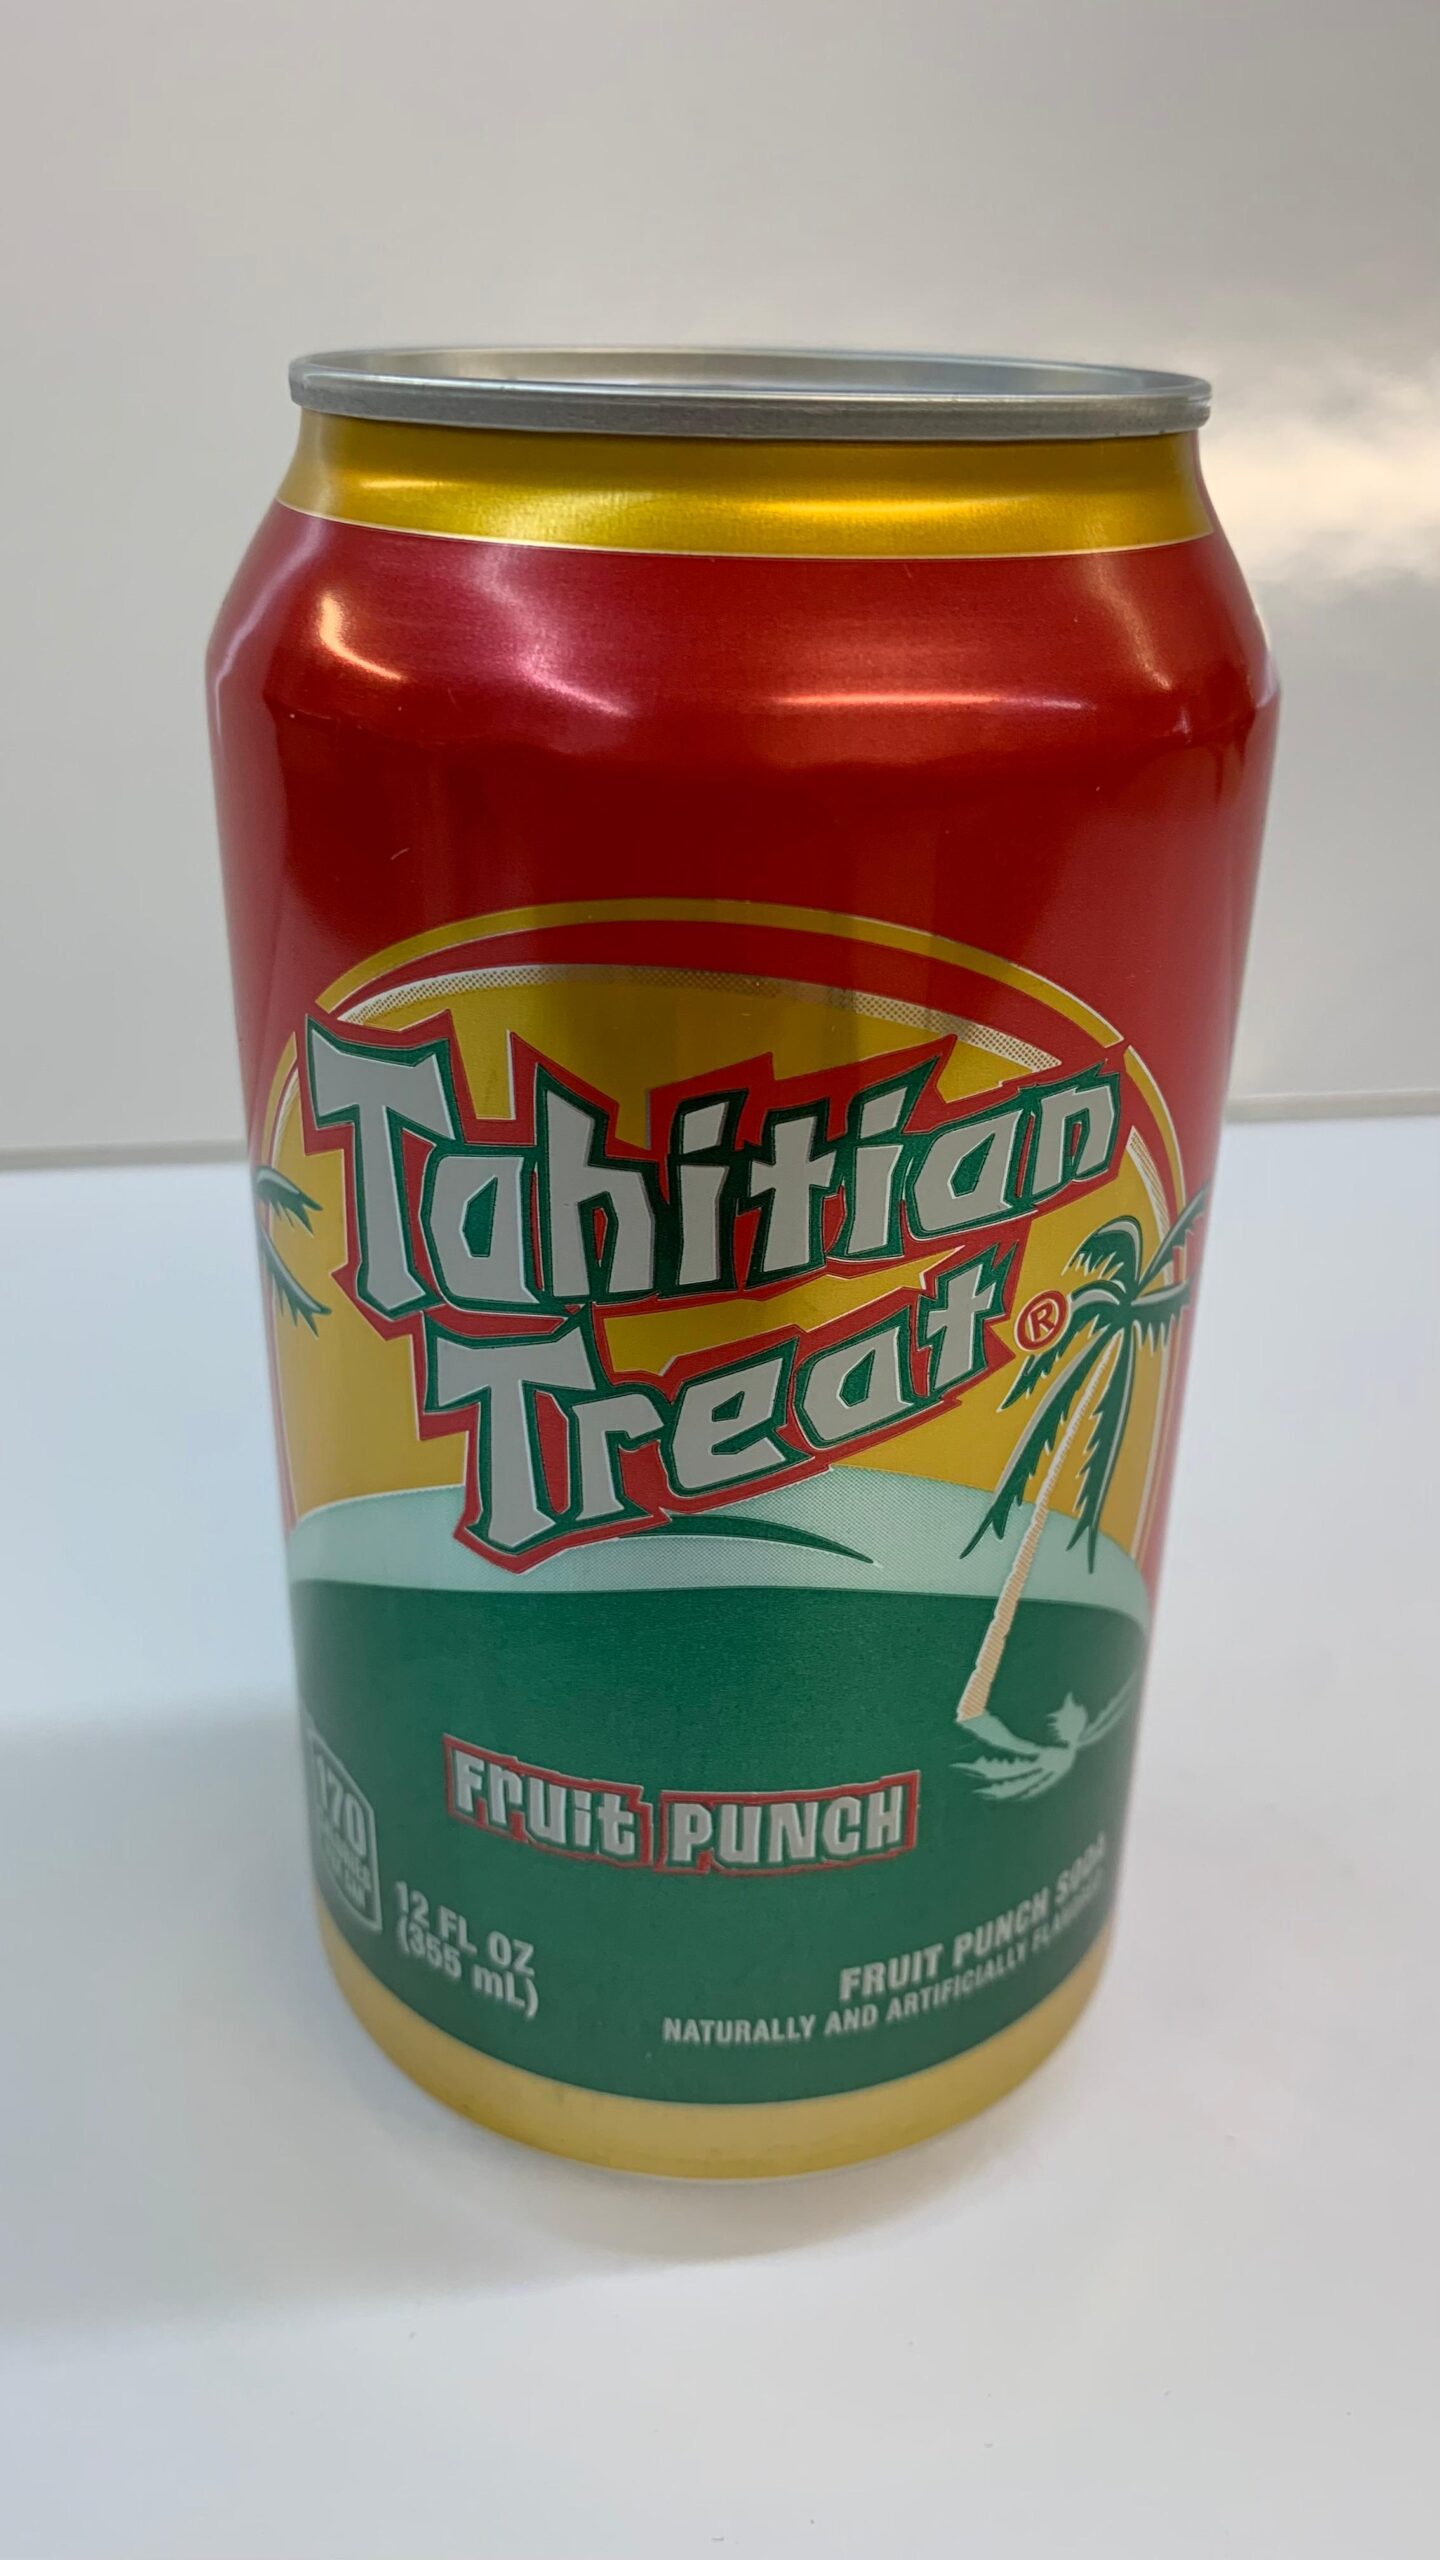 Tahitian
Treat®
Fruit PUNCH
170
12 FL OZ
(355 mL)
FRUIT PUNCH SODA
NATURALLY AND ARTIFICIALLY